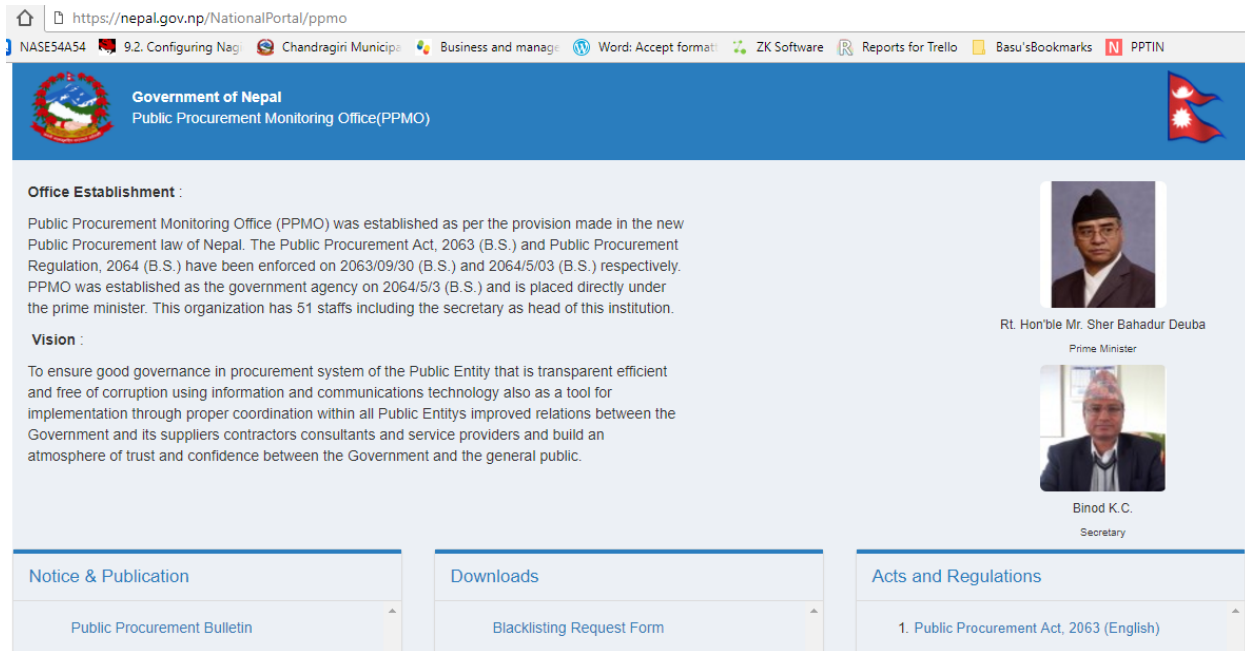 https://nepal.gov.np/NationalPortal/ppmo
NASE54A54 9.2. Configuring Nagi Chandragiri Municipa Business and manage Word: Accept formatt ZK Software Reports for Trello Basu'sBookmarks PPTIN
Government of Nepal
Public Procurement Monitoring Office(PPMO)
Office Establishment :
Public Procurement Monitoring Office (PPMO) was established as per the provision made in the new
Public Procurement law of Nepal. The Public Procurement Act, 2063 (B.S.) and Public Procurement
Regulation, 2064 (B.S.) have been enforced on 2063/09/30 (B.S.) and 2064/5/03 (B.S.) respectively.
PPMO was established as the government agency on 2064/5/3 (B.S.) and is placed directly under
the prime minister. This organization has 51 staffs including the secretary as head of this institution.
Vision :
To ensure good governance in procurement system of the Public Entity that is transparent efficient
and free of corruption using information and communications technology also as a tool for
implementation through proper coordination within all Public Entitys improved relations between the
Government and its suppliers contractors consultants and service providers and build an
atmosphere of trust and confidence between the Government and the general public.
Rt. Hon'ble Mr. Sher Bahadur Deuba
Prime Minister
Binod K.C.
Secretary
Notice & Publication
Public Procurement Bulletin
Downloads
Blacklisting Request Form
Acts and Regulations
1. Public Procurement Act, 2063 (English)